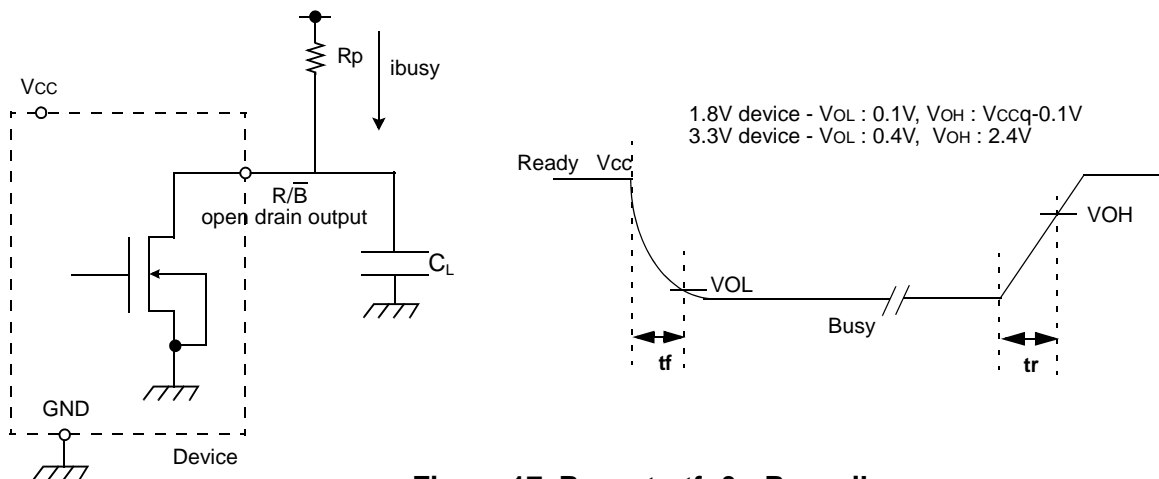 Rp
ibusy
Vcc
R/B
open drain output
CL
GND
Device
1.8V device - VOL : 0.1V, VOH : VCCq-0.1V
3.3V device - VOL : 0.4V, VOH : 2.4V
Ready Vcc
VOH
VOL
Busy
tf
tr